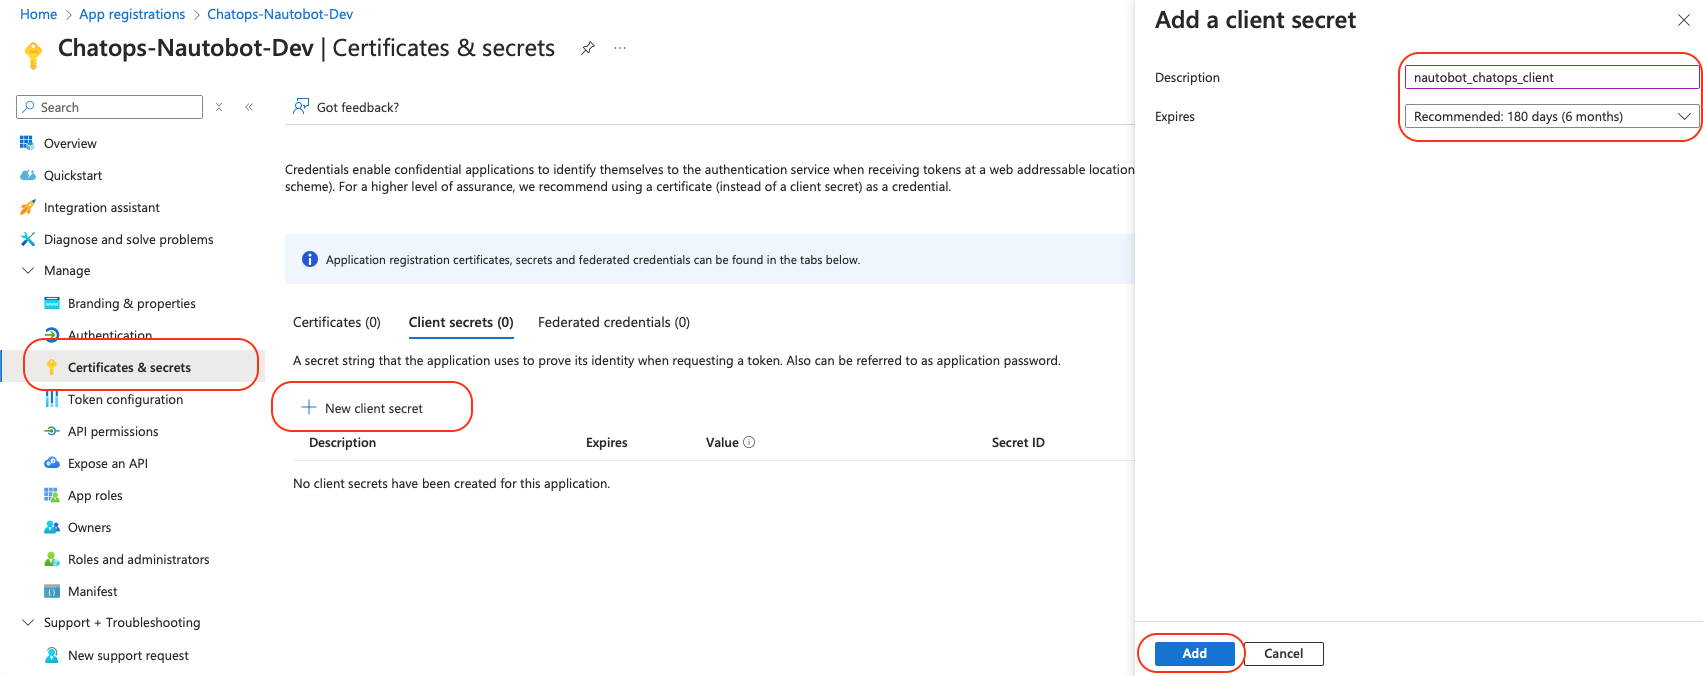 Home > App registrations > Chatops-Nautobot-Dev
Chatops-Nautobot-Dev | Certificates & secrets
Search
Overview
Quickstart
Integration assistant
Diagnose and solve problems
Manage
Branding & properties
Authentication
Certificates & secrets
Token configuration
API permissions
Expose an API
App roles
Owners
Roles and administrators
Manifest
Support + Troubleshooting
New support request
Got feedback?
Credentials enable confidential applications to identify themselves to the authentication service when receiving tokens at a web addressable location
scheme). For a higher level of assurance, we recommend using a certificate (instead of a client secret) as a credential.
Application registration certificates, secrets and federated credentials can be found in the tabs below.
Certificates (0) Client secrets (0) Federated credentials (0)
A secret string that the application uses to prove its identity when requesting a token. Also can be referred to as application password.
New client secret
Description Expires Value Secret ID
No client secrets have been created for this application.
Add a client secret
Description nautobot_chatops_client
Expires Recommended: 180 days (6 months)
Add Cancel